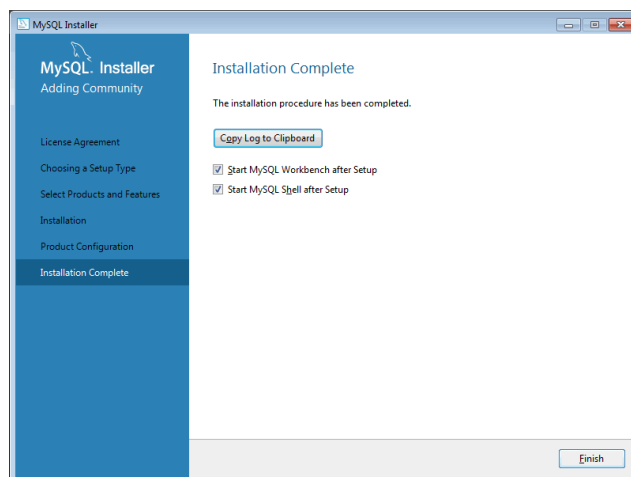 MySQL Installer
MySQL. Installer
Adding Community
License Agreement
Choosing a Setup Type
Select Products and Features
Installation
Product Configuration
Installation Complete
Installation Complete
The installation procedure has been completed.
Copy Log to Clipboard
Start MySQL Workbench after Setup
Start MySQL Shell after Setup
Finish